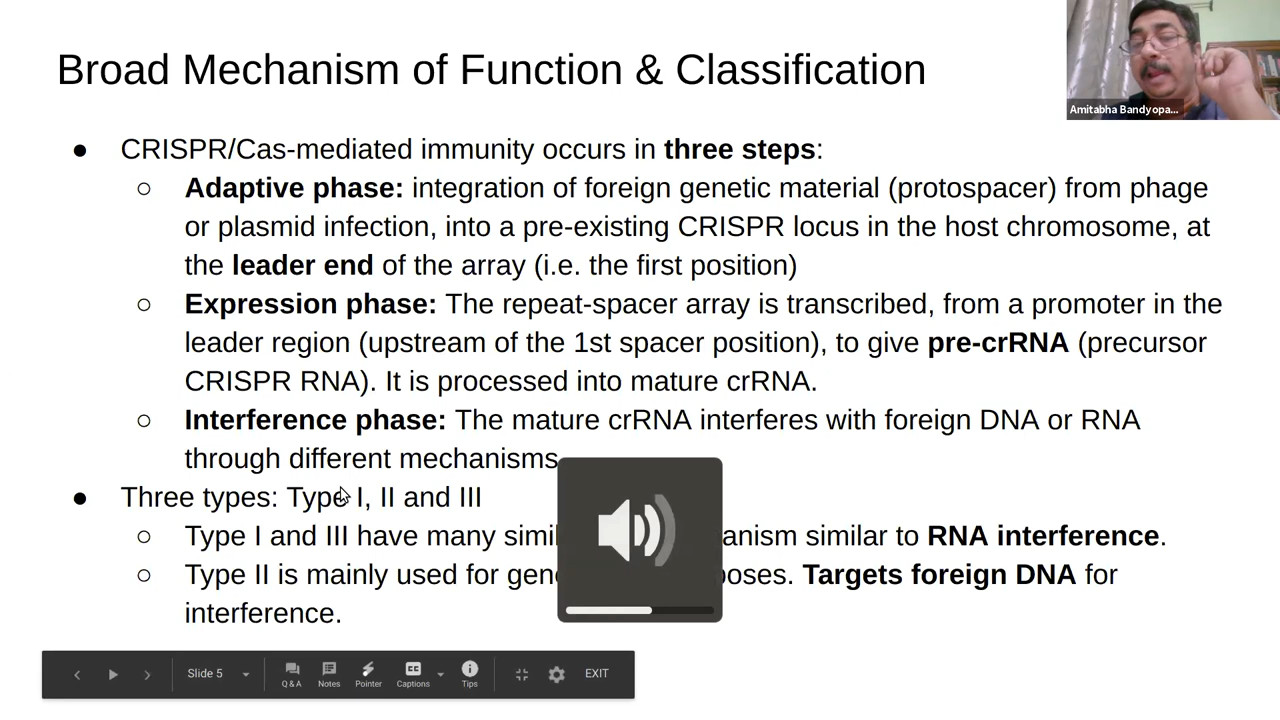 Broad Mechanism of Function & Classification
Amitabha Bandyopa...
● CRISPR/Cas-mediated immunity occurs in three steps:
○ Adaptive phase: integration of foreign genetic material (protospacer) from phage
or plasmid infection, into a pre-existing CRISPR locus in the host chromosome, at
the leader end of the array (i.e. the first position)
○ Expression phase: The repeat-spacer array is transcribed, from a promoter in the
leader region (upstream of the 1st spacer position), to give pre-crRNA (precursor
CRISPR RNA). It is processed into mature crRNA.
○ Interference phase: The mature crRNA interferes with foreign DNA or RNA
through different mechanisms
● Three types: Type I, II and III
○ Type I and III have many similar to RNA interference.
○ Type II is mainly used for Targets foreign DNA for
interference.
Slide 5 Q & A Notes Pointer CC Captions Tips EXIT